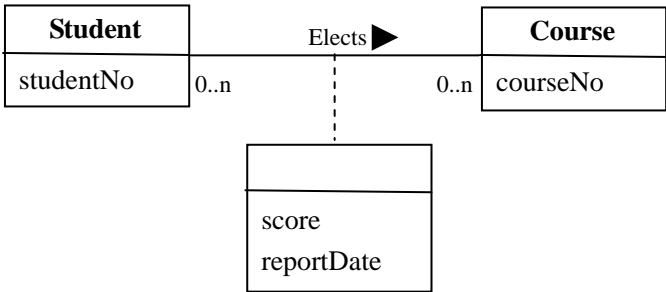 Student
Elects
Course
studentNo
0..n
0..n
courseNo
score
reportDate